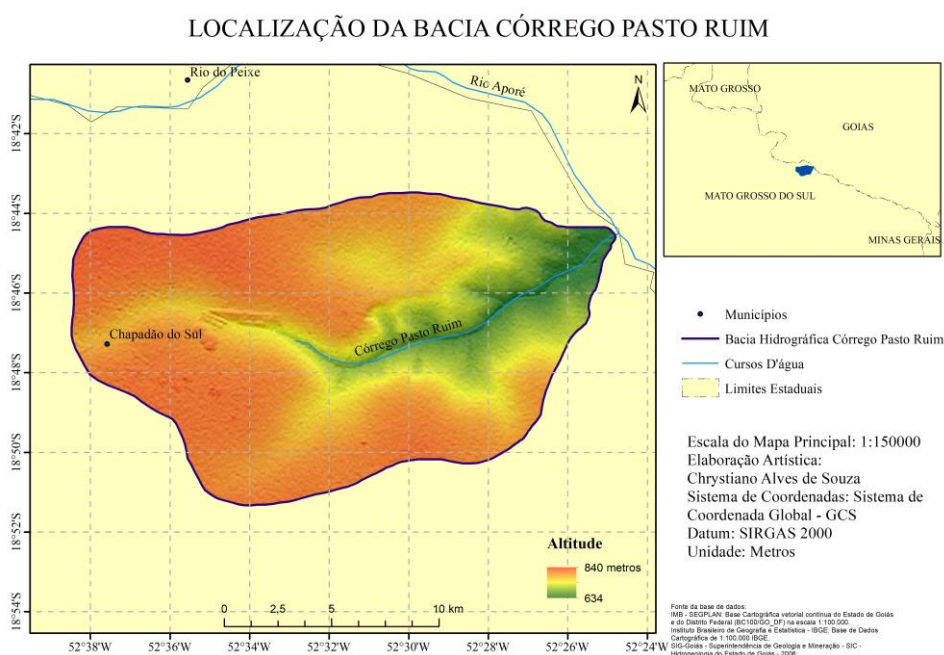 LOCALIZAÇÃO DA BACIA CÓRREGO PASTO RUIM
Rio do Peixe
Rio Aporé
N
18°42'S
18°44'S
18°46'S
18°48'S
18°50'S
18°52'S
18°54'S
Chapadão do Sul
Córrego Pasto Ruim
Altitude
840 metros
634
0 2,5 5 10 km
52°38'W 52°36'W 52°34'W 52°32'W 52°30'W 52°28'W 52°26'W 52°24'W
MATO GROSSO
GOIAS
MATO GROSSO DO SUL
MINAS GERAIS
Municípios
Bacia Hidrográfica Córrego Pasto Ruim
Cursos D'água
Limites Estaduais
Escala do Mapa Principal: 1:150000
Elaboração Artística:
Chrystiano Alves de Souza
Sistema de Coordenadas: Sistema de
Coordenada Global - GCS
Datum: SIRGAS 2000
Unidade: Metros
Fonte da base de dados:
IMB - SEGPLAN: Base Cartográfica vetorial contínua do Estado de Goiás
e do Distrito Federal (BC100/GO_DF) na escala 1:100.000.
Instituto Brasileiro de Geografia e Estatística - IBGE: Base de Dados
Cartográfica de 1:100.000 IBGE.
SIG-Goiás - Superintendência de Geologia e Mineração - SIC -
Hidrogeologia do Estado de Goiás - 2006